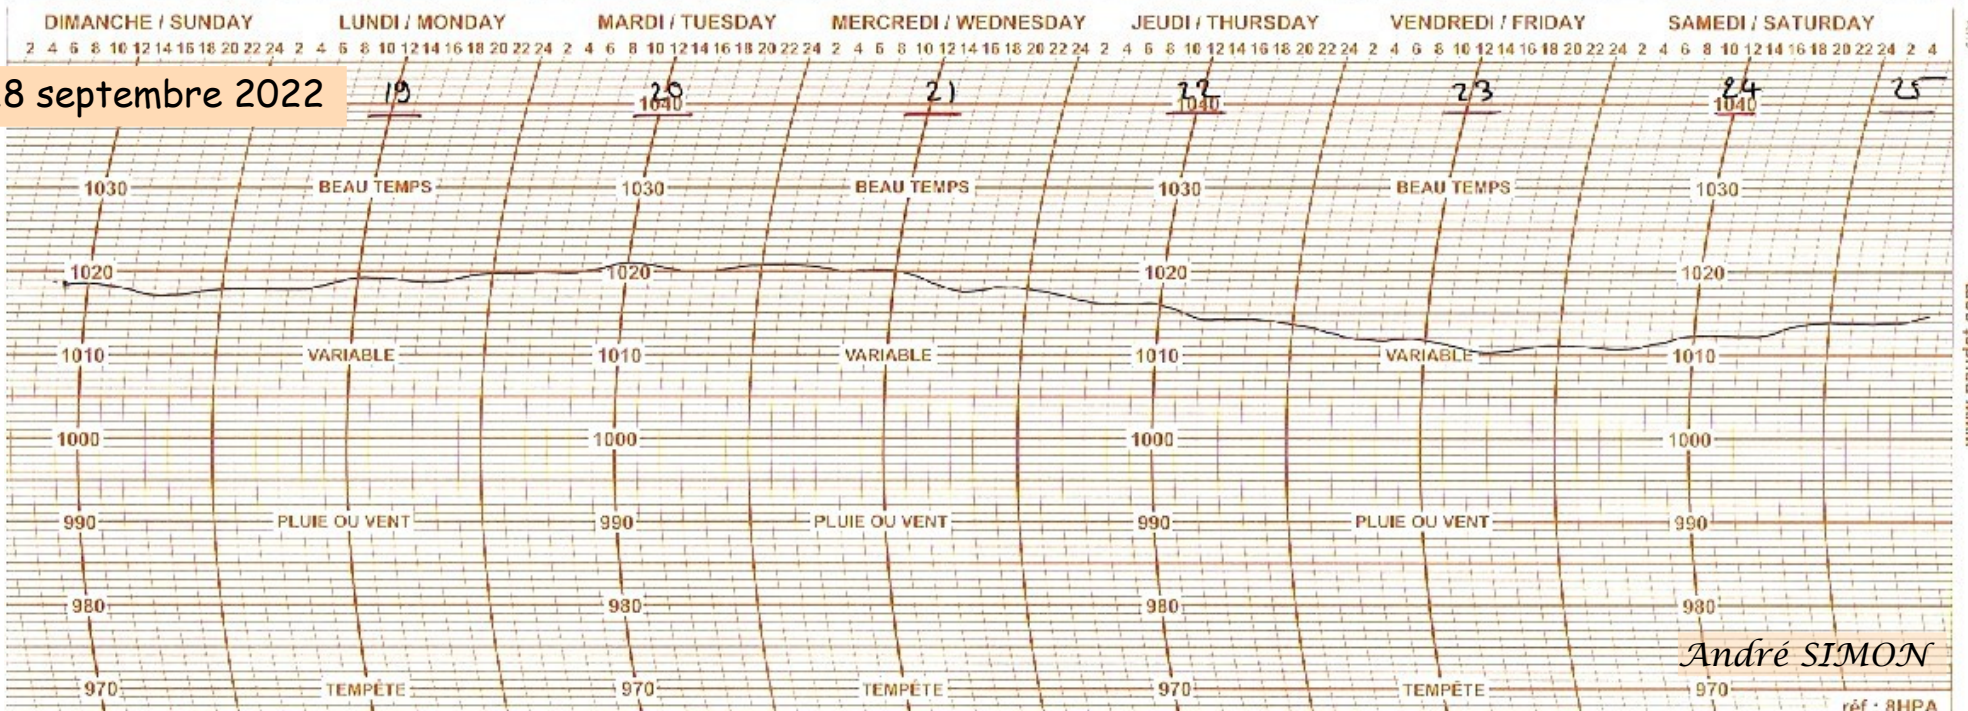 DIMANCHE / SUNDAY LUNDI / MONDAY MARDI / TUESDAY MERCREDI / WEDNESDAY JEUDI / THURSDAY VENDREDI / FRIDAY SAMEDI / SATURDAY
2 4 6 8 10 12 14 16 18 20 22 24 2 4 6 8 10 12 14 16 18 20 22 24 2 4 6 8 10 12 14 16 18 20 22 24 2 4 6 8 10 12 14 16 18 20 22 24 2 4 6 8 10 12 14 16 18 20 22 24 2 4 6 8 10 12 14 16 18 20 22 24 2 4 6 8 10 12 14 16 18 20 22 24 2 4
8 septembre 2022 19 20 21 22 23 24 25
1040 1040 1040
1030 BEAU TEMPS 1030 BEAU TEMPS 1030 BEAU TEMPS 1030
1020 1020 1020 1020
1010 VARIABLE 1010 VARIABLE 1010 VARIABLE 1010
1000 1000 1000 1000
990 PLUIE OU VENT 990 PLUIE OU VENT 990 PLUIE OU VENT 990
980 980 980 980
André SIMON
970 TEMPÊTE 970 TEMPÊTE 970 TEMPÊTE 970
réf : 8HPA